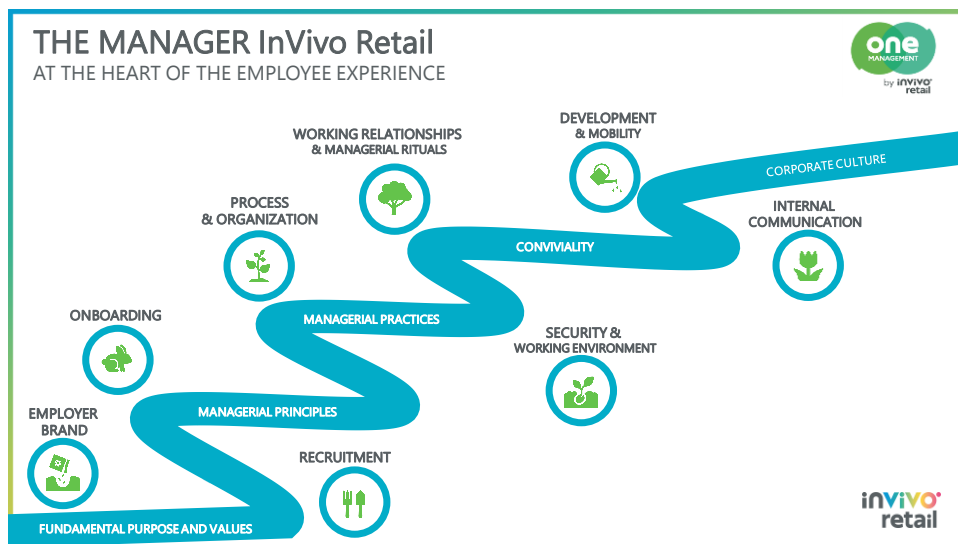 THE MANAGER InVivo Retail
AT THE HEART OF THE EMPLOYEE EXPERIENCE
one
MANAGEMENT
by invivo
retail
DEVELOPMENT
& MOBILITY
WORKING RELATIONSHIPS
& MANAGERIAL RITUALS
CORPORATE CULTURE
PROCESS
& ORGANIZATION
INTERNAL
COMMUNICATION
CONVIVIALITY
ONBOARDING
MANAGERIAL PRACTICES
SECURITY &
WORKING ENVIRONMENT
EMPLOYER
BRAND
MANAGERIAL PRINCIPLES
RECRUITMENT
FUNDAMENTAL PURPOSE AND VALUES
invivo
retail